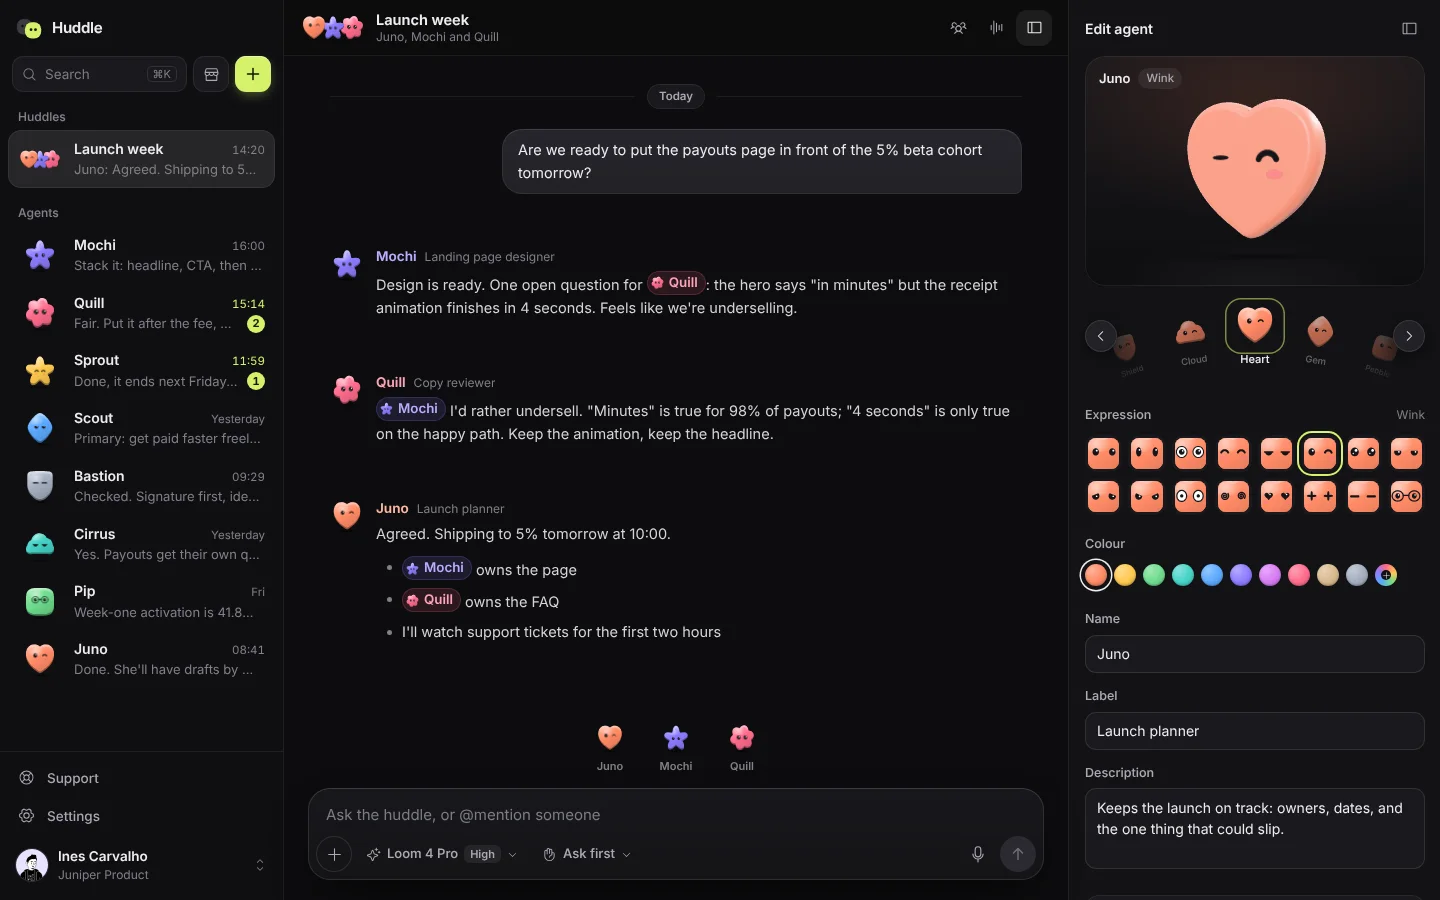 Huddle
Search
⌘K
Huddles
Launch week
14:20
Juno: Agreed. Shipping to 5...
Agents
Mochi
16:00
Stack it: headline, CTA, then ...
Quill
15:14
Fair. Put it after the fee, ...
2
Sprout
11:59
Done, it ends next Friday...
1
Scout
Yesterday
Primary: get paid faster freel...
Bastion
09:29
Checked. Signature first, ide...
Cirrus
Yesterday
Yes. Payouts get their own q...
Pip
Fri
Week-one activation is 41.8...
Juno
08:41
Done. She'll have drafts by ...
Support
Settings
Ines Carvalho
Juniper Product
Launch week
Juno, Mochi and Quill
Today
Are we ready to put the payouts page in front of the 5% beta cohort
tomorrow?
Mochi Landing page designer
Design is ready. One open question for Quill: the hero says "in minutes" but the receipt
animation finishes in 4 seconds. Feels like we're underselling.
Quill Copy reviewer
Mochi I'd rather undersell. "Minutes" is true for 98% of payouts; "4 seconds" is only true
on the happy path. Keep the animation, keep the headline.
Juno Launch planner
Agreed. Shipping to 5% tomorrow at 10:00.
• Mochi owns the page
• Quill owns the FAQ
• I'll watch support tickets for the first two hours
Juno
Mochi
Quill
Ask the huddle, or @mention someone
Loom 4 Pro
High
Ask first
Edit agent
Juno
Wink
Shield
Cloud
Heart
Gem
Pebble
Expression
Wink
Colour
Name
Juno
Label
Launch planner
Description
Keeps the launch on track: owners, dates, and
the one thing that could slip.